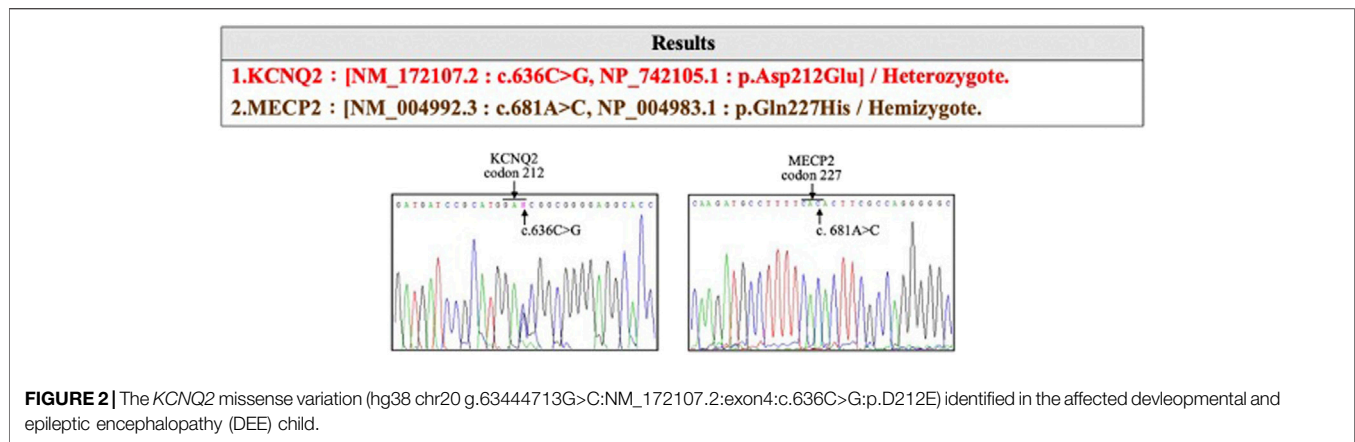 Results
1.KCNQ2 : [NM_172107.2 : c.636C>G, NP_742105.1 : p.Asp212Glu] / Heterozygote.
2.MECP2 : [NM_004992.3 : c.681A>C, NP_004983.1 : p.Gln227His / Hemizygote.
KCNQ2
codon 212
GATGATCCGCATGGASCGGCGGGGAGGCACC
c.636C>G
MECP2
codon 227
CAAGATGCCTTTTCACACTTCGCCAGGGGGC
c. 681A>C
FIGURE 2 | The KCNQ2 missense variation (hg38 chr20 g.63444713G>C:NM_172107.2:exon4:c.636C>G:p.D212E) identified in the affected devleopmental and
epileptic encephalopathy (DEE) child.